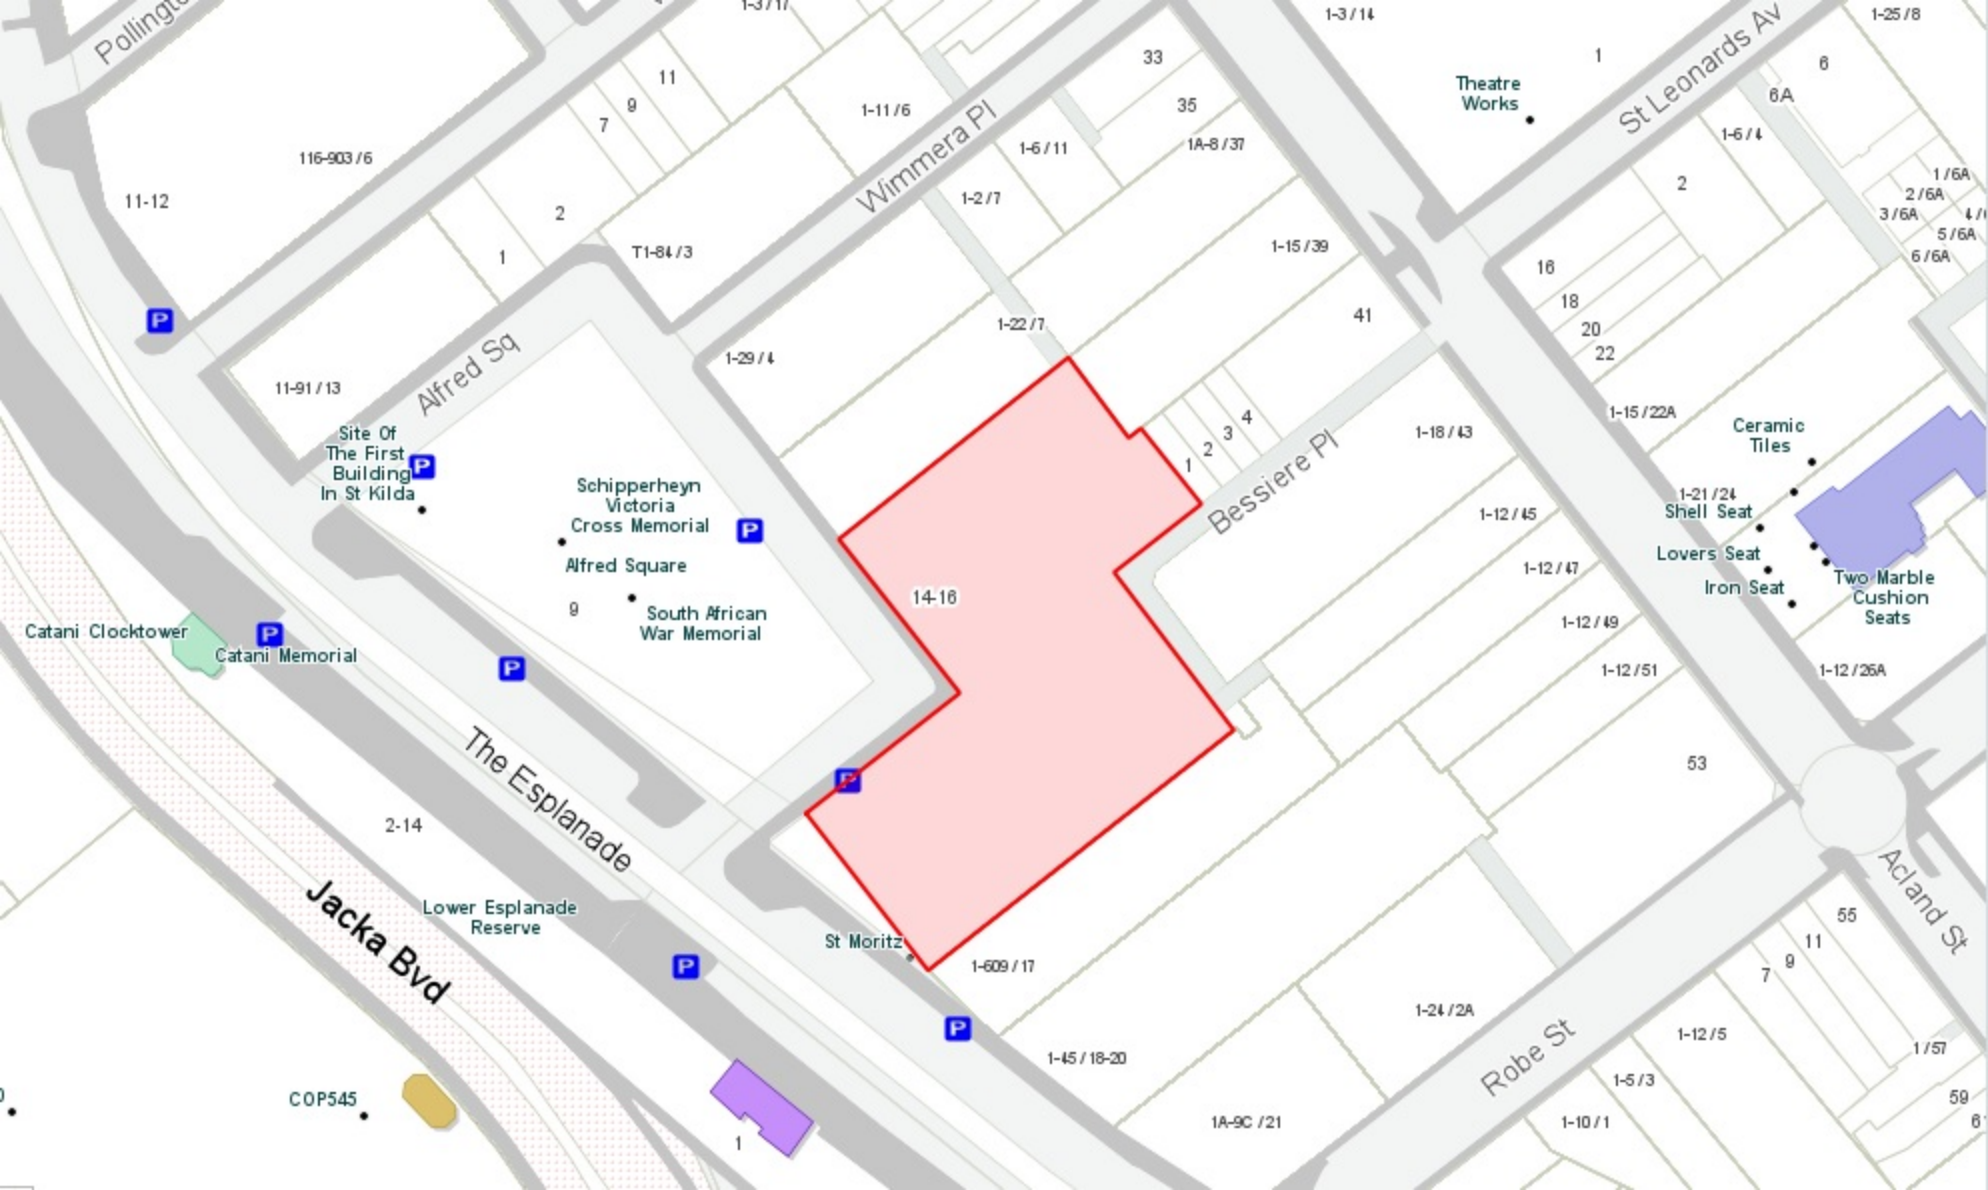 Pollingto
1-3/17
1-3/14
1-25/8
33
1
6
11
Theatre
Works
St Leonards Av
9
35
6A
1-11/6
7
Wimmera Pl
1-6/11
1A-8/37
1-6/4
116-903/6
1/6A
2
2/6A
1-2/7
11-12
3/6A
4/
2
5/6A
T1-84/3
1-15/39
6/6A
1
16
18
P
1-22/7
41
20
22
Alfred Sq
1-29/4
11-91/13
1-15/22A
Site Of
The First
Building
In St Kilda
P
4
3
2
1
1-18/43
Ceramic
Tiles
Bessiere Pl
Schipperheyn
Victoria
Cross Memorial
P
1-21/24
Shell Seat
1-12/45
Lovers Seat
Alfred Square
1-12/47
Iron Seat
Two Marble
Cushion
Seats
14-16
9
South African
War Memorial
1-12/49
Catani Clocktower
P
Catani Memorial
P
1-12/51
1-12/26A
The Esplanade
53
P
2-14
Jacka Bvd
Lower Esplanade
Reserve
Acland St
55
St Moritz
11
9
7
P
1-609/17
1-24/2A
P
1-12/5
1/57
1-45/18-20
Robe St
1-5/3
COP545
59
1A-9C/21
1-10/1
6
1